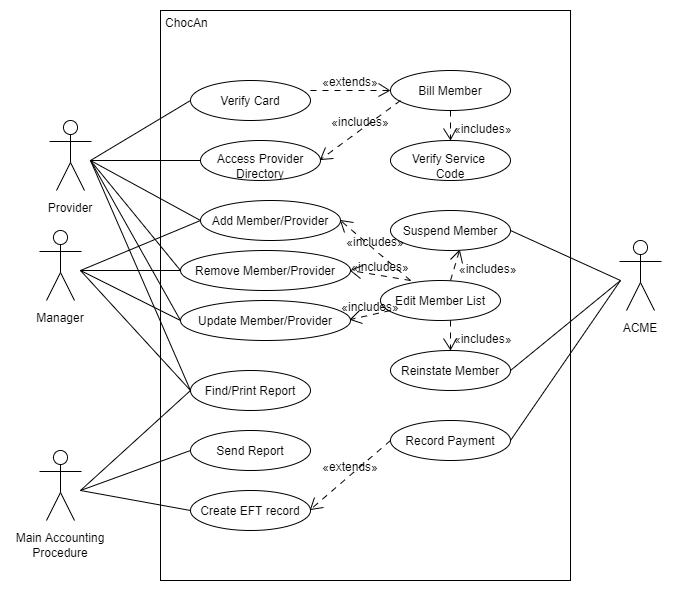 ChocAn
Verify Card
«extends»
Bill Member
«includes»
«includes»
Access Provider
Directory
Verify Service
Code
Provider
Add Member/Provider
Suspend Member
«includes»
Remove Member/Provider
«includes»
«includes»
Edit Member List
Manager
ACME
Update Member/Provider
«includes»
«includes»
Reinstate Member
Find/Print Report
Record Payment
Send Report
«extends»
Create EFT record
Main Accounting
Procedure